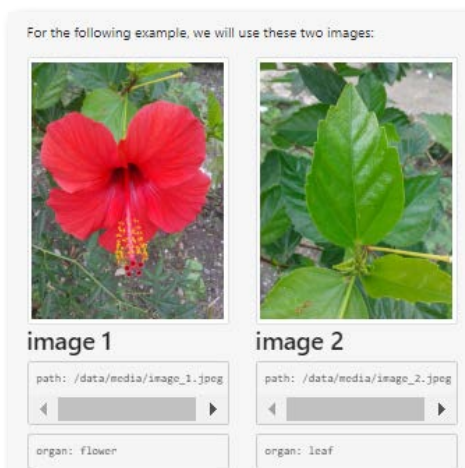 For the following example, we will use these two images:
image 1
image 2
path: /data/media/image_1.jpeg
path: /data/media/image_2.jpeg
organ: flower
organ: leaf